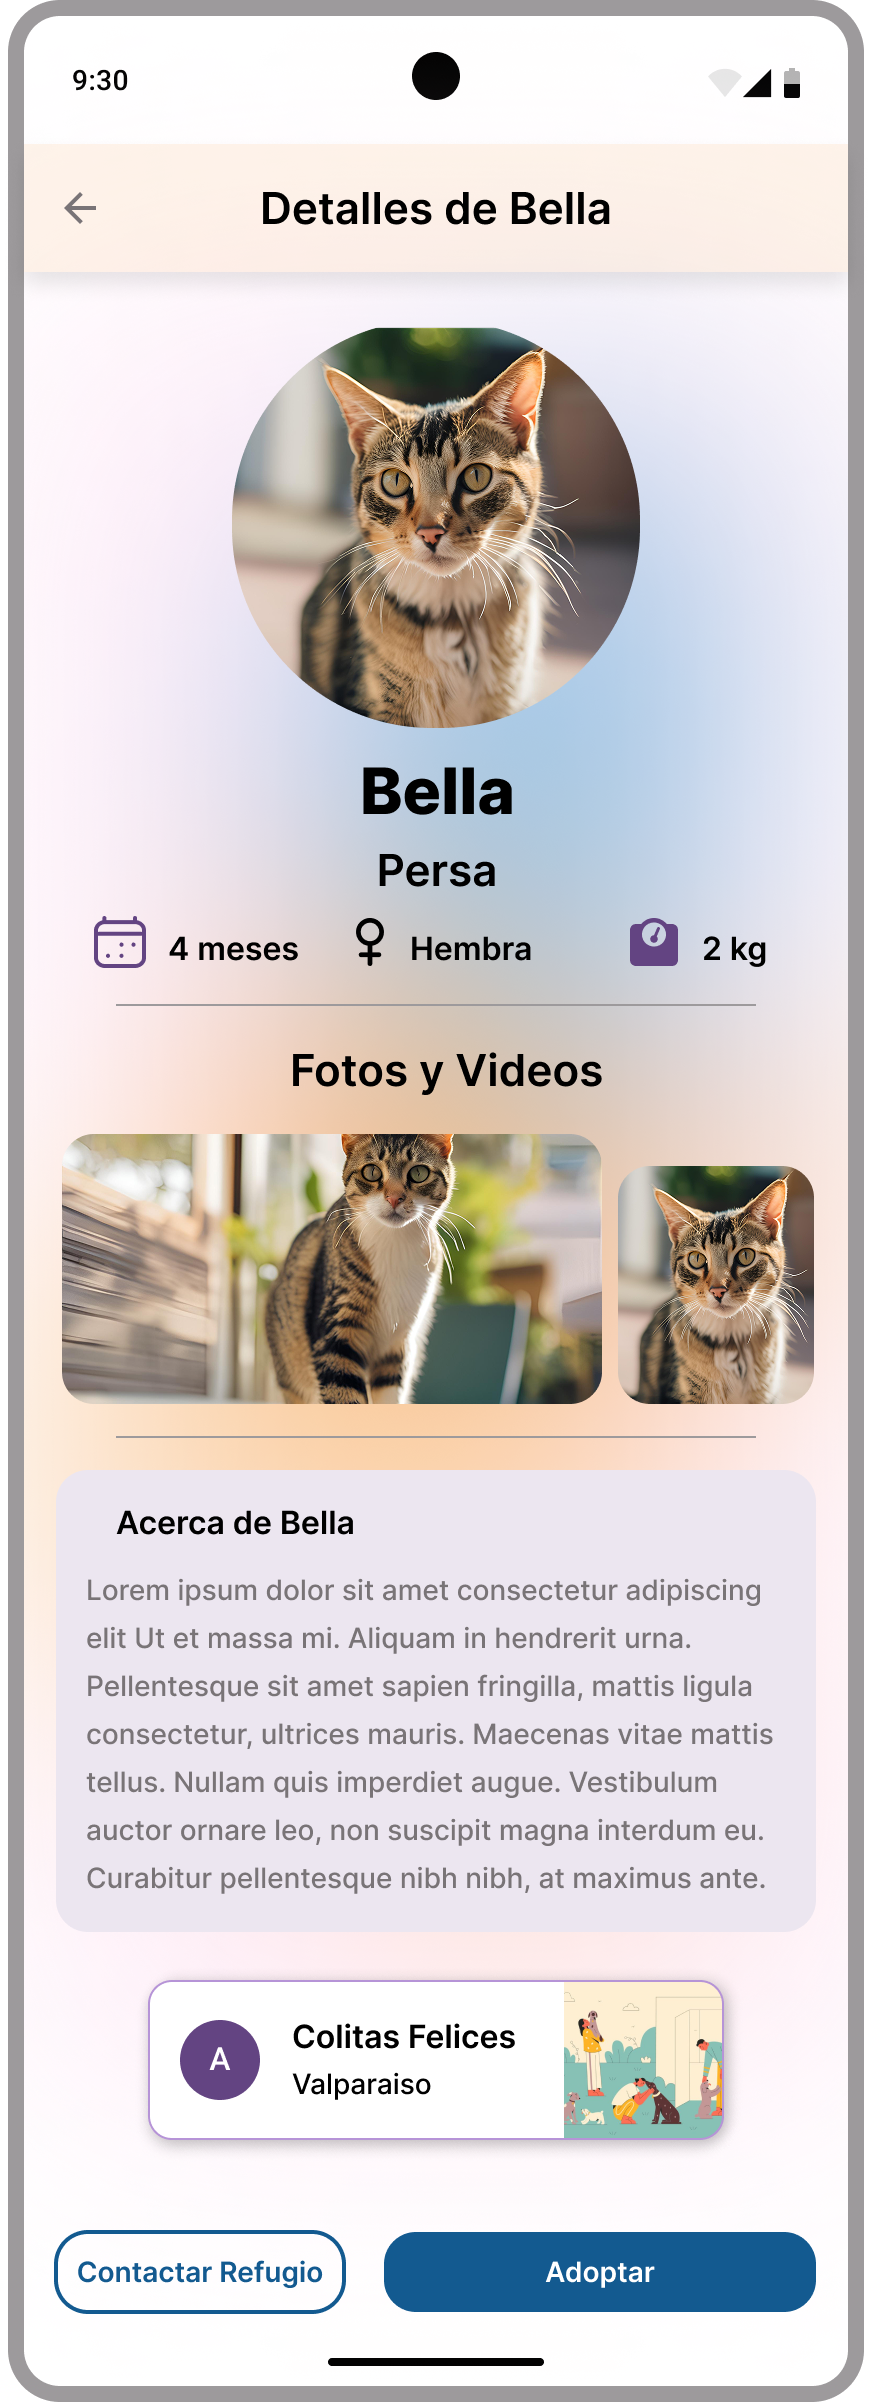 9:30
Detalles de Bella
Bella
Persa
4 meses
Hembra
2 kg
Fotos y Videos
Acerca de Bella
Lorem ipsum dolor sit amet consectetur adipiscing
elit Ut et massa mi. Aliquam in hendrerit urna.
Pellentesque sit amet sapien fringilla, mattis ligula
consectetur, ultrices mauris. Maecenas vitae mattis
tellus. Nullam quis imperdiet augue. Vestibulum
auctor ornare leo, non suscipit magna interdum eu.
Curabitur pellentesque nibh nibh, at maximus ante.
A
Colitas Felices
Valparaiso
Contactar Refugio
Adoptar